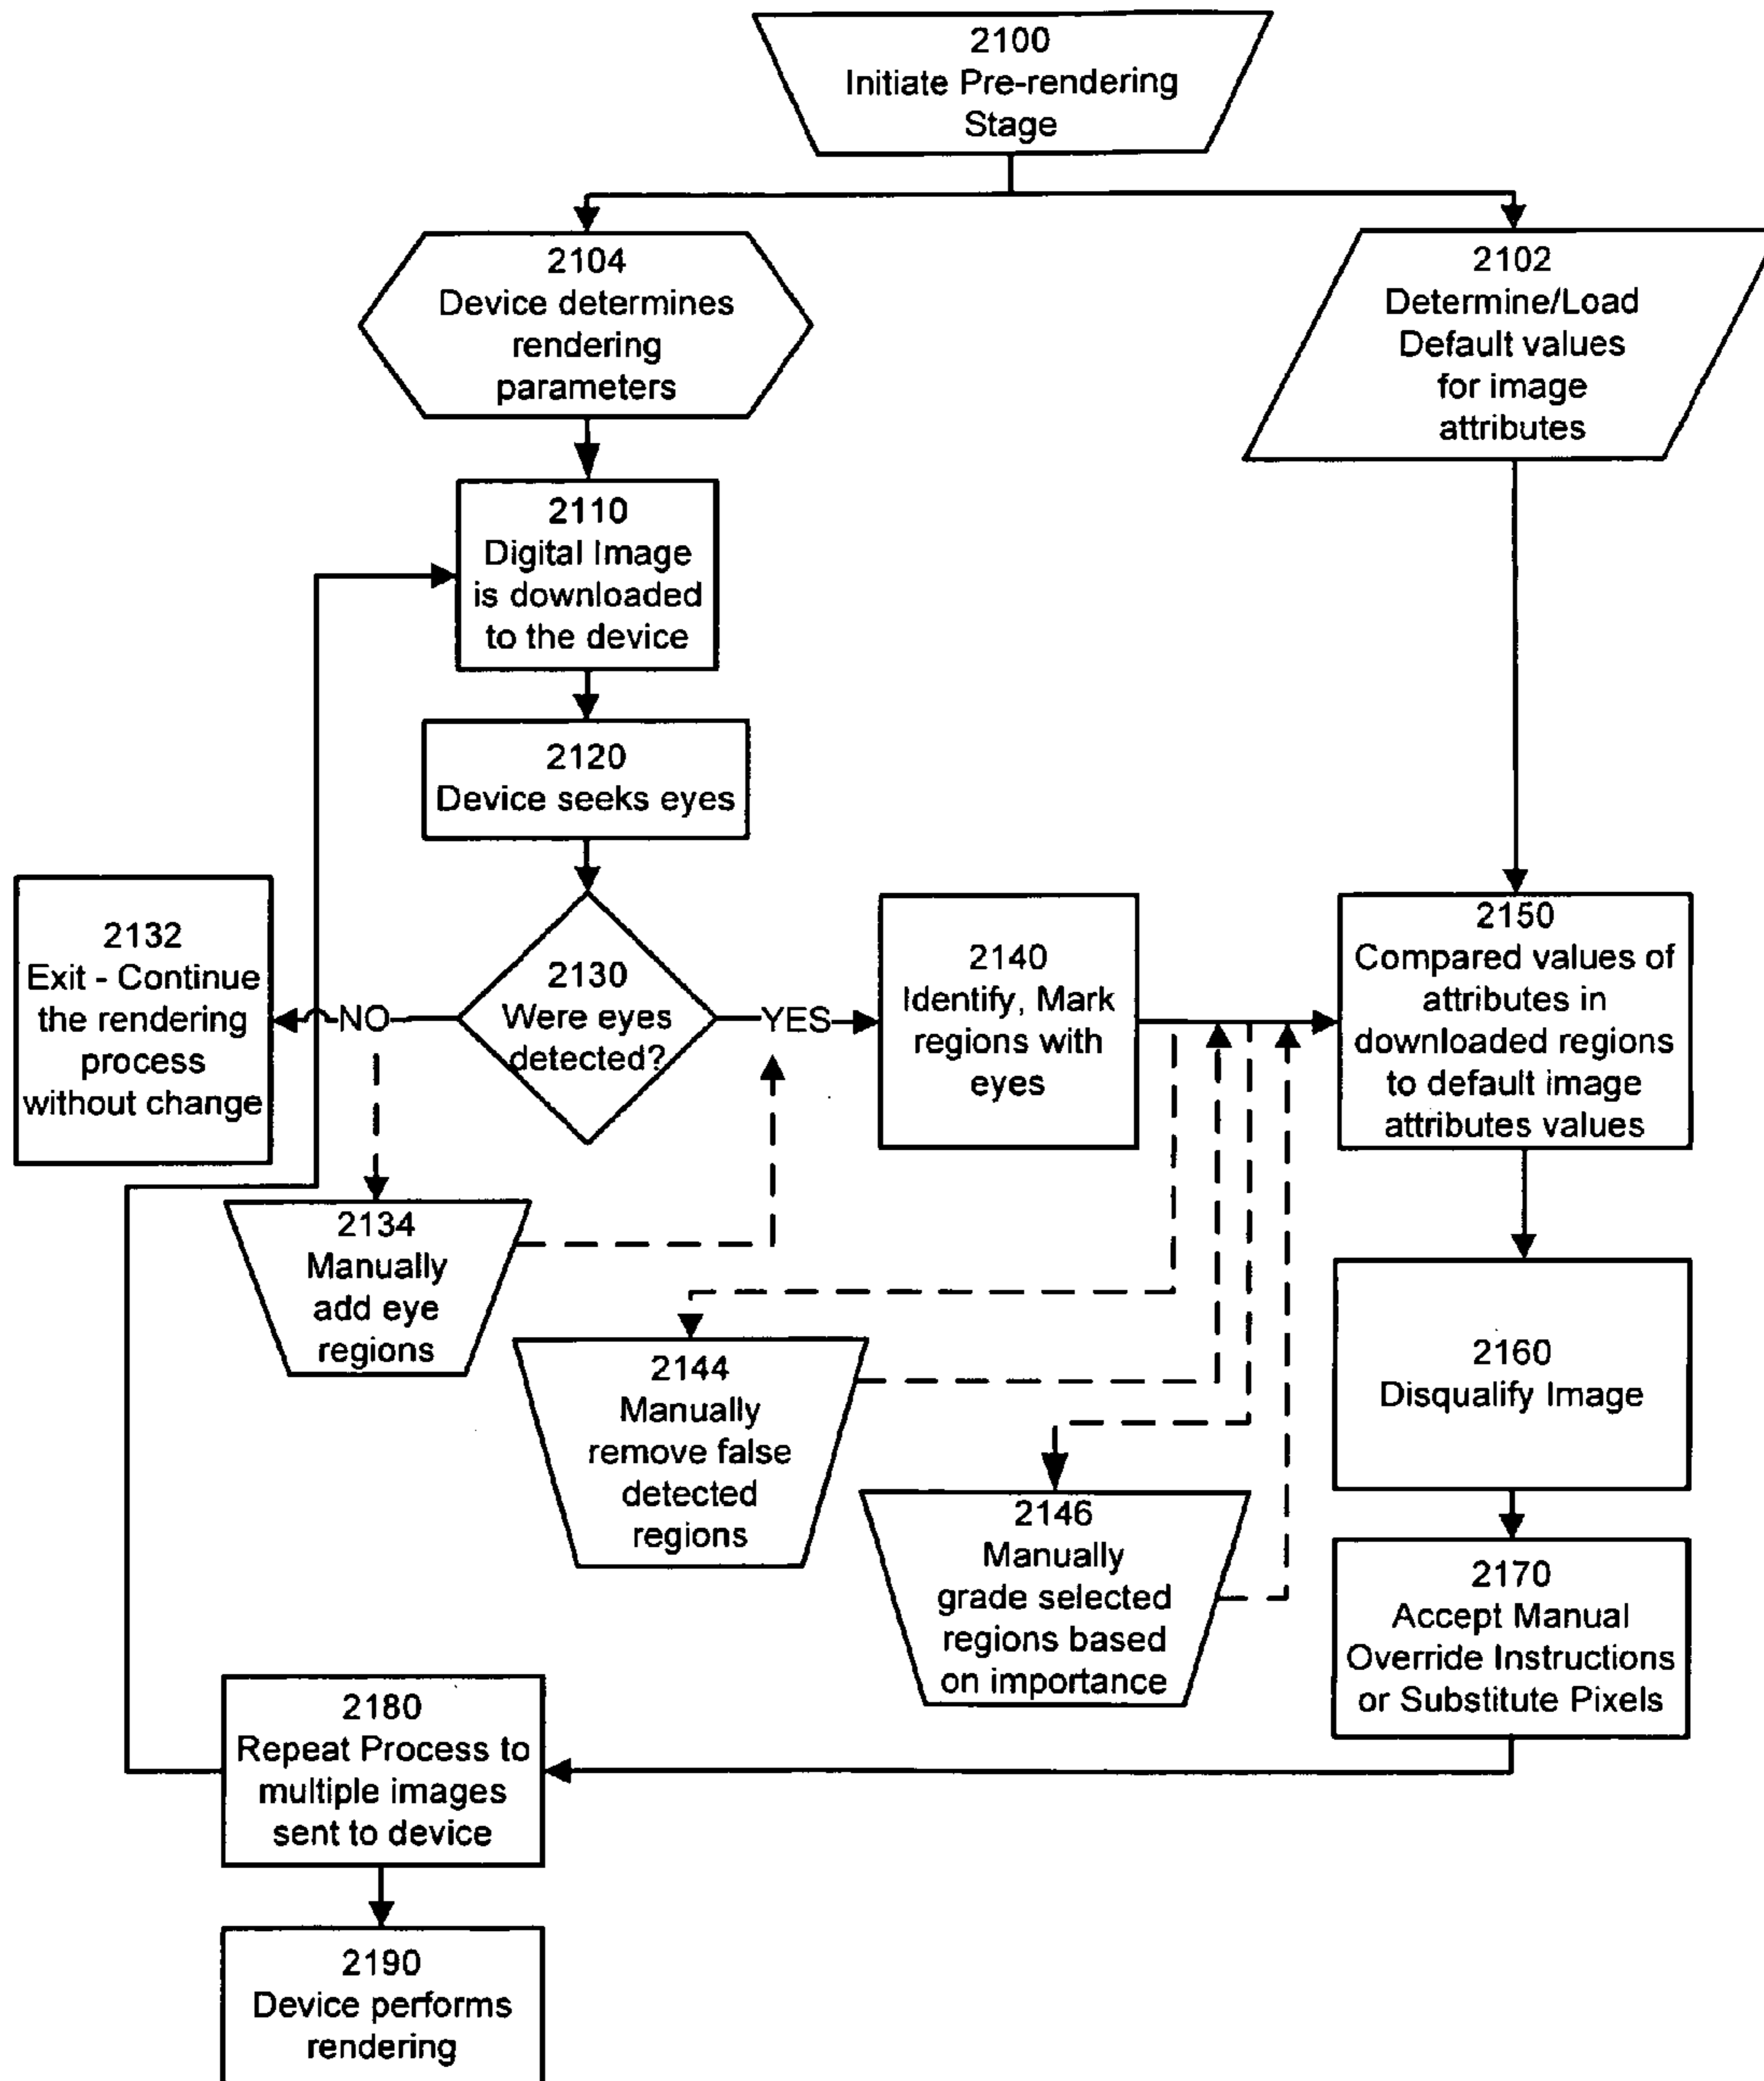 2100
Initiate Pre-rendering
Stage
2104
Device determines
rendering
parameters
2102
Determine/Load
Default values
for image
attributes
2110
Digital Image
is downloaded
to the device
2120
Device seeks eyes
2132
Exit - Continue
the rendering
process
without change
NO
2130
Were eyes
detected?
YES
2140
Identify, Mark
regions with
eyes
2150
Compared values of
attributes in
downloaded regions
to default image
attributes values
2134
Manually
add eye
regions
2144
Manually
remove false
detected
regions
2146
Manually
grade selected
regions based
on importance
2160
Disqualify Image
2170
Accept Manual
Override Instructions
or Substitute Pixels
2180
Repeat Process to
multiple images
sent to device
2190
Device performs
rendering